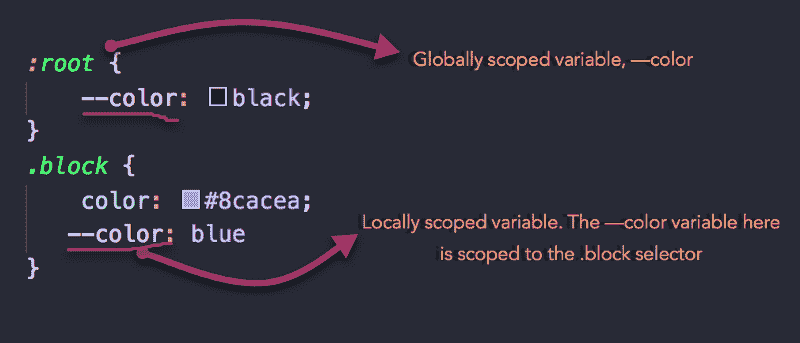 :root {
Globally scoped variable, —color
--color: black;
}
.block {
color: #8cacea;
--color: blue
Locally scoped variable. The —color variable here
is scoped to the .block selector
}